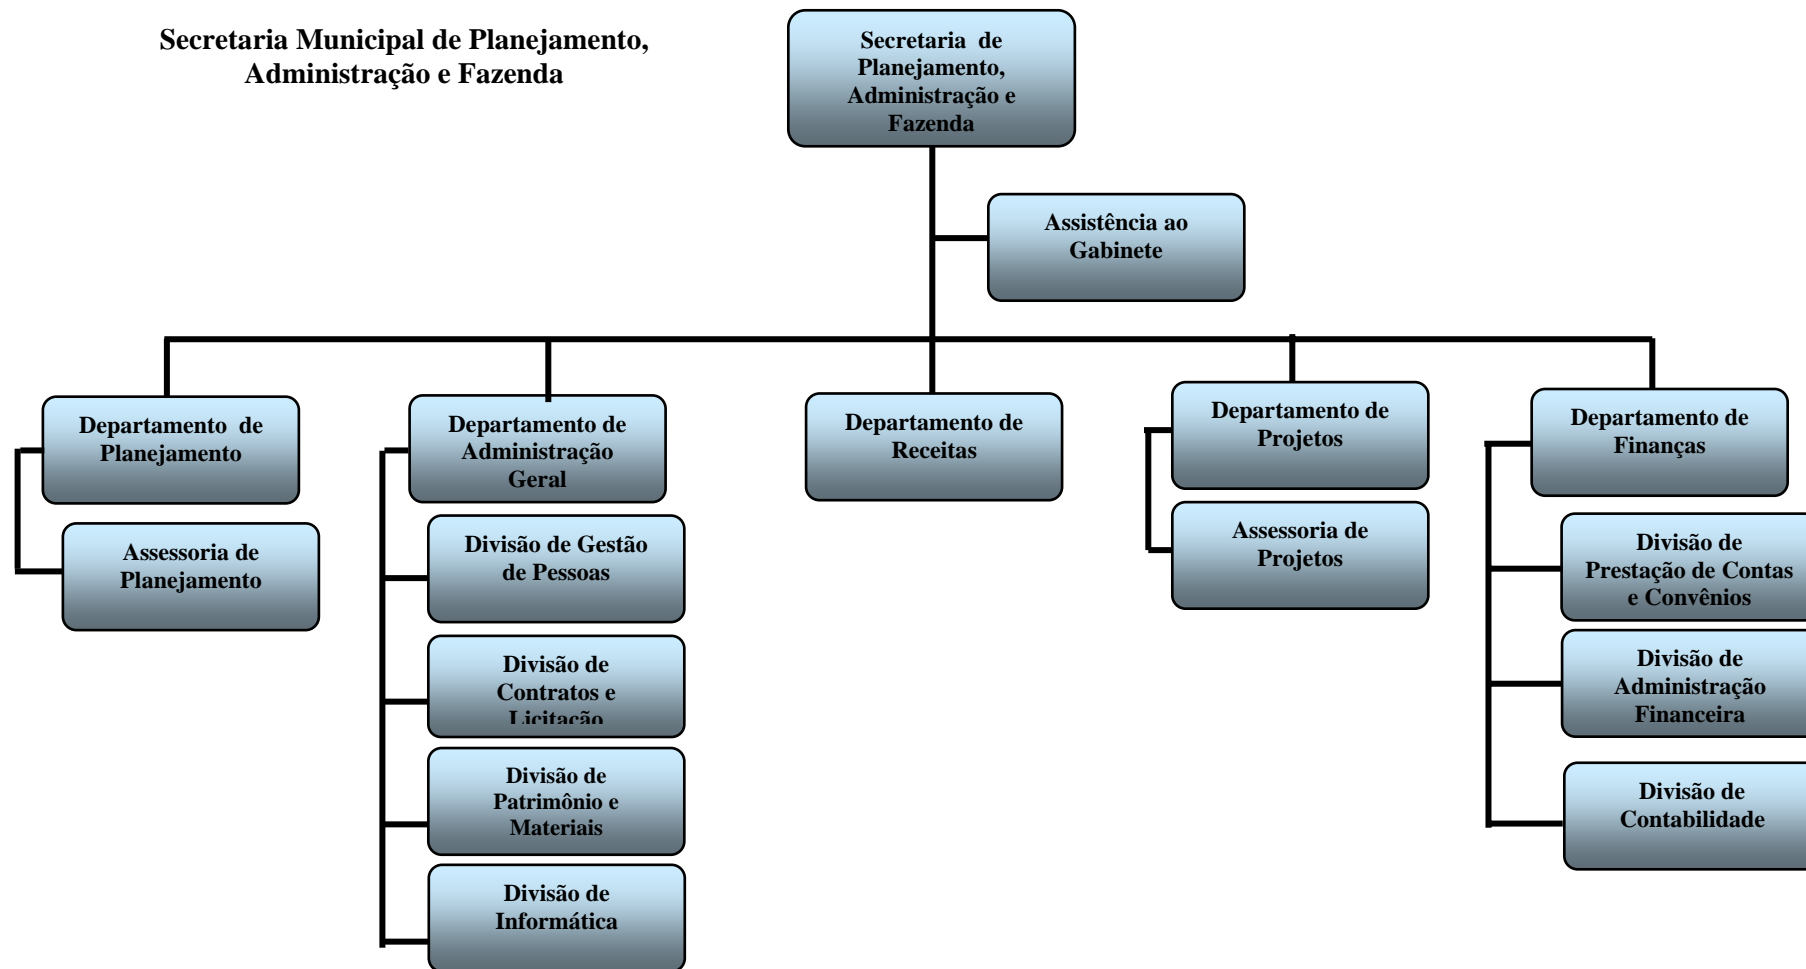 Secretaria Municipal de Planejamento,
Administração e Fazenda
Secretaria de
Planejamento,
Administração e
Fazenda
Assistência ao
Gabinete
Departamento de
Planejamento
Assessoria de
Planejamento
Departamento de
Administração
Geral
Divisão de Gestão
de Pessoas
Divisão de
Contratos e
Licitação
Divisão de
Patrimônio e
Materiais
Divisão de
Informática
Departamento de
Receitas
Departamento de
Projetos
Assessoria de
Projetos
Departamento de
Finanças
Divisão de
Prestação de Contas
e Convênios
Divisão de
Administração
Financeira
Divisão de
Contabilidade